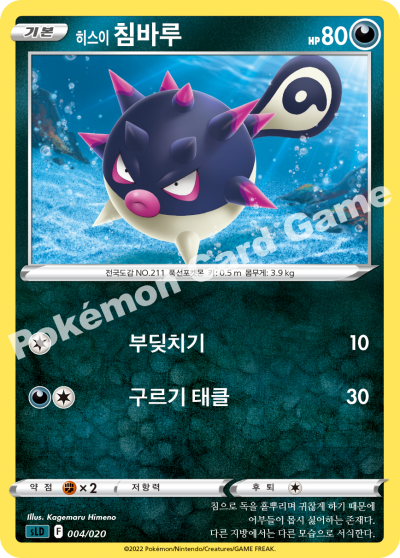 기본 히스이 침바루 HP 80
전국도감 NO.211 풍선포켓몬 키: 0.5 m 몸무게: 3.9 kg
Pokémon Card Game
부딪치기 10
구르기 태클 30
약점 ×2 저항력 후퇴
Illus. Kagemaru Himeno
sLD F 004/020
침으로 독을 흩뿌리며 귀찮게 하기 때문에
어부들이 몹시 싫어하는 존재다.
다른 지방에서는 다른 모습으로 서식한다.
©2022 Pokémon/Nintendo/Creatures/GAME FREAK.